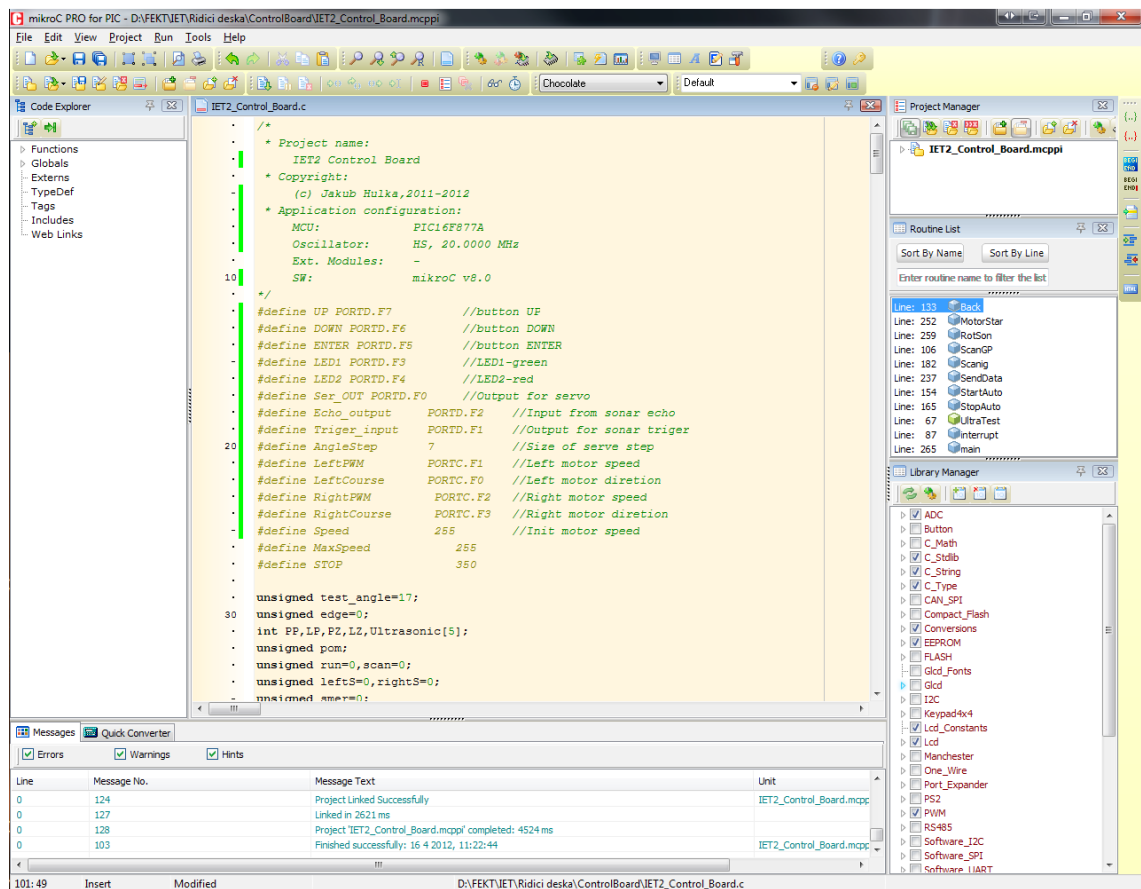 mikroC PRO for PIC - D:\FEKT\IET\Ridici deska\ControlBoard\IET2_Control_Board.mcppi
File Edit View Project Run Tools Help
Chocolate
Default
Code Explorer
Functions
Globals
Externs
TypeDef
Tags
Includes
Web Links
IET2_Control_Board.c
/*
* Project name:
IET2 Control Board
* Copyright:
(c) Jakub Hulka,2011-2012
* Application configuration:
MCU: PIC16F877A
Oscillator: HS, 20.0000 MHz
Ext. Modules: -
10 SW: mikroC v8.0
*/
#define UP PORTD.F7 //button UP
#define DOWN PORTD.F6 //button DOWN
#define ENTER PORTD.F5 //button ENTER
#define LED1 PORTD.F3 //LED1-green
#define LED2 PORTD.F4 //LED2-red
#define Ser_OUT PORTD.F0 //Output for servo
#define Echo_output PORTD.F2 //Input from sonar echo
#define Triger_input PORTD.F1 //Output for sonar triger
20 #define AngleStep 7 //Size of serve step
#define LeftPWM PORTC.F1 //Left motor speed
#define LeftCourse PORTC.F0 //Left motor diretion
#define RightPWM PORTC.F2 //Right motor speed
#define RightCourse PORTC.F3 //Right motor diretion
#define Speed 255 //Init motor speed
#define MaxSpeed 255
#define STOP 350
unsigned test_angle=17;
30 unsigned edge=0;
int PP,LP,PZ,LZ,Ultrasonic[5];
unsigned pom;
unsigned run=0,scan=0;
unsigned leftS=0,rightS=0;
unsigned smer=0;
Project Manager
IET2_Control_Board.mcppi
Routine List
Sort By Name Sort By Line
Enter routine name to filter the list
Line: 133 Back
Line: 252 MotorStar
Line: 259 RotSon
Line: 106 ScanGP
Line: 182 Scanig
Line: 237 SendData
Line: 154 StartAuto
Line: 165 StopAuto
Line: 67 UltraTest
Line: 87 interrupt
Line: 265 main
Library Manager
ADC
Button
C_Math
C_Stdlib
C_String
C_Type
CAN_SPI
Compact_Flash
Conversions
EEPROM
FLASH
Glcd_Fonts
Glcd
I2C
Keypad4x4
Lcd_Constants
Lcd
Manchester
One_Wire
Port_Expander
PS2
PWM
RS485
Software_I2C
Software_SPI
Software_UART
{..}
{..}
BEGI
END
BEGI
END
HTML
Messages Quick Converter
Errors Warnings Hints
Line Message No. Message Text Unit
0 124 Project Linked Successfully IET2_Control_Board.mcpp
0 127 Linked in 2621 ms
0 128 Project 'IET2_Control_Board.mcppi' completed: 4524 ms
0 103 Finished successfully: 16 4 2012, 11:22:44 IET2_Control_Board.mcpp
101: 49 Insert Modified D:\FEKT\IET\Ridici deska\ControlBoard\IET2_Control_Board.c